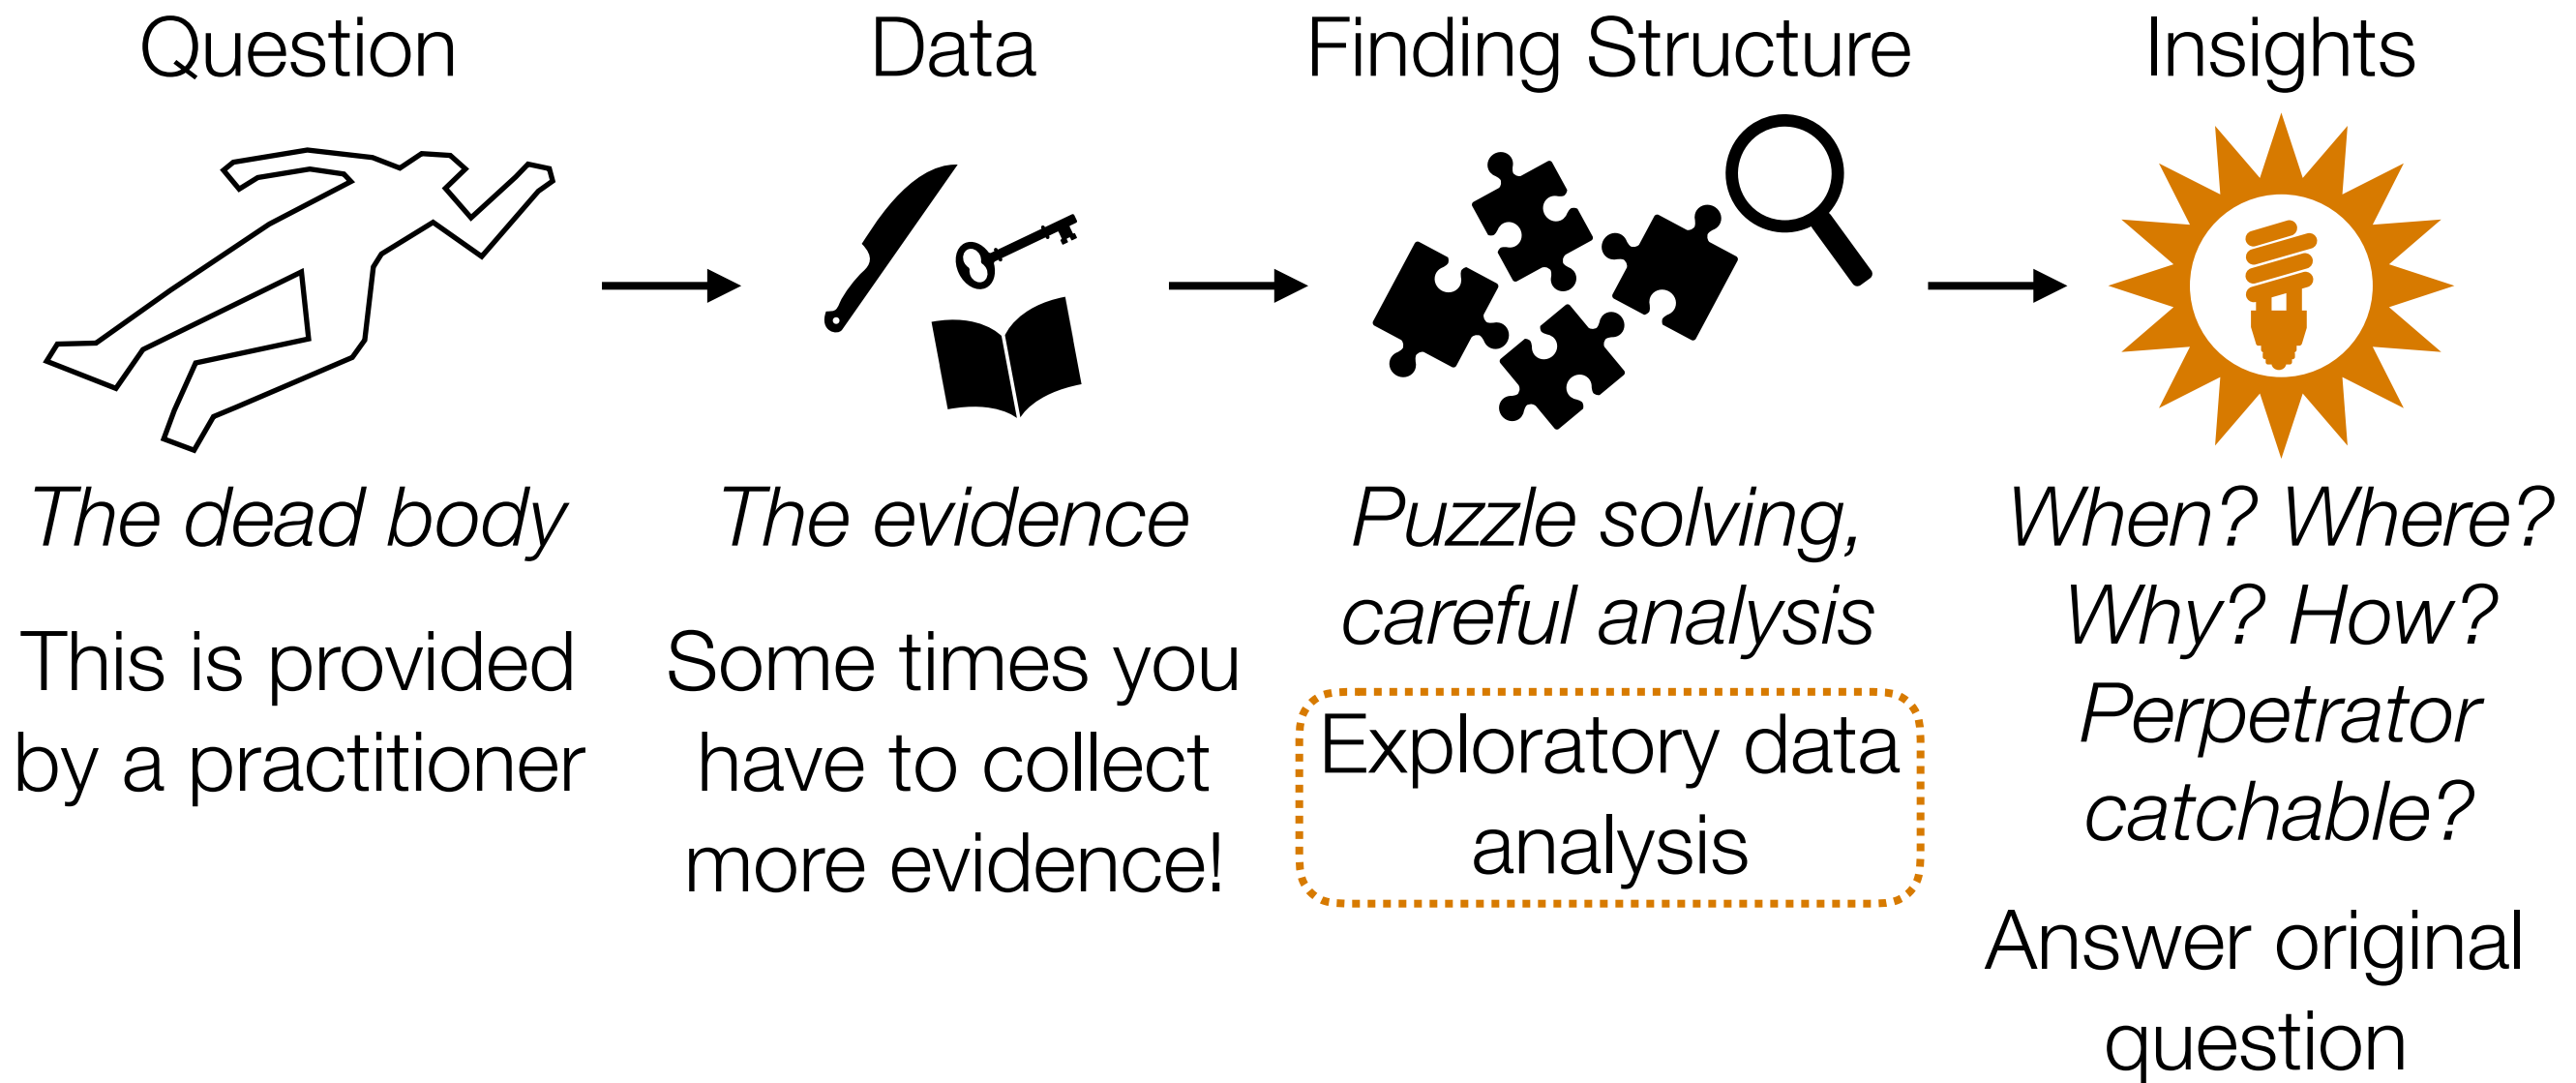 Question
The dead body
This is provided
by a practitioner
Data
The evidence
Some times you
have to collect
more evidence!
Finding Structure
Puzzle solving,
careful analysis
Exploratory data
analysis
Insights
When? Where?
Why? How?
Perpetrator
catchable?
Answer original
question